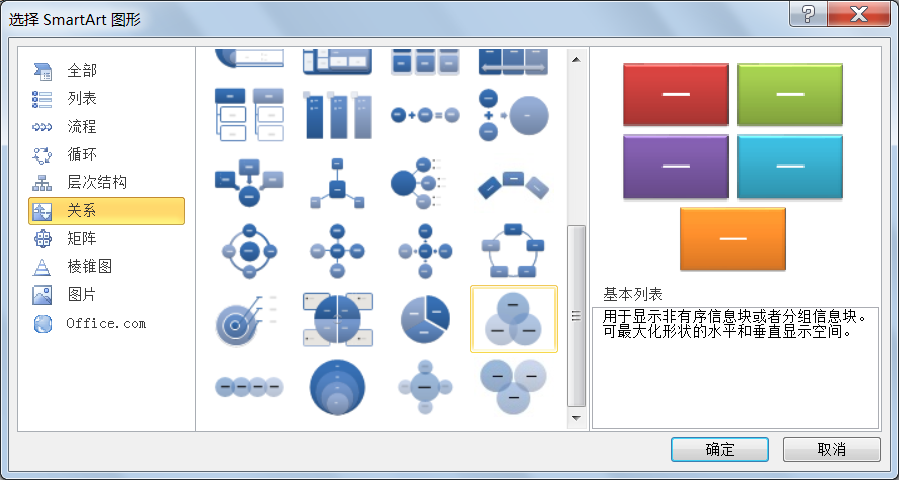 选择 SmartArt 图形
全部
列表
流程
循环
层次结构
关系
矩阵
棱锥图
图片
Office.com
基本列表
用于显示非有序信息块或者分组信息块。
可最大化形状的水平和垂直显示空间。
确定
取消